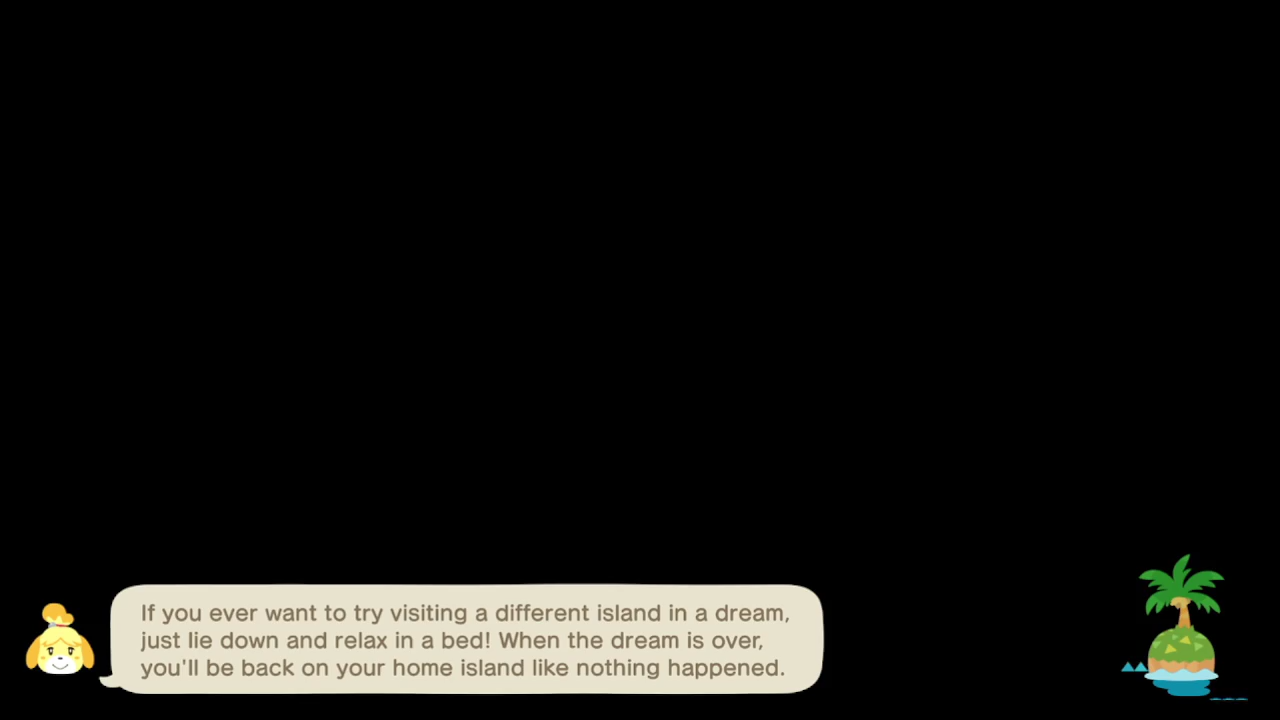 If you ever want to try visiting a different island in a dream,
just lie down and relax in a bed! When the dream is over,
you'll be back on your home island like nothing happened.